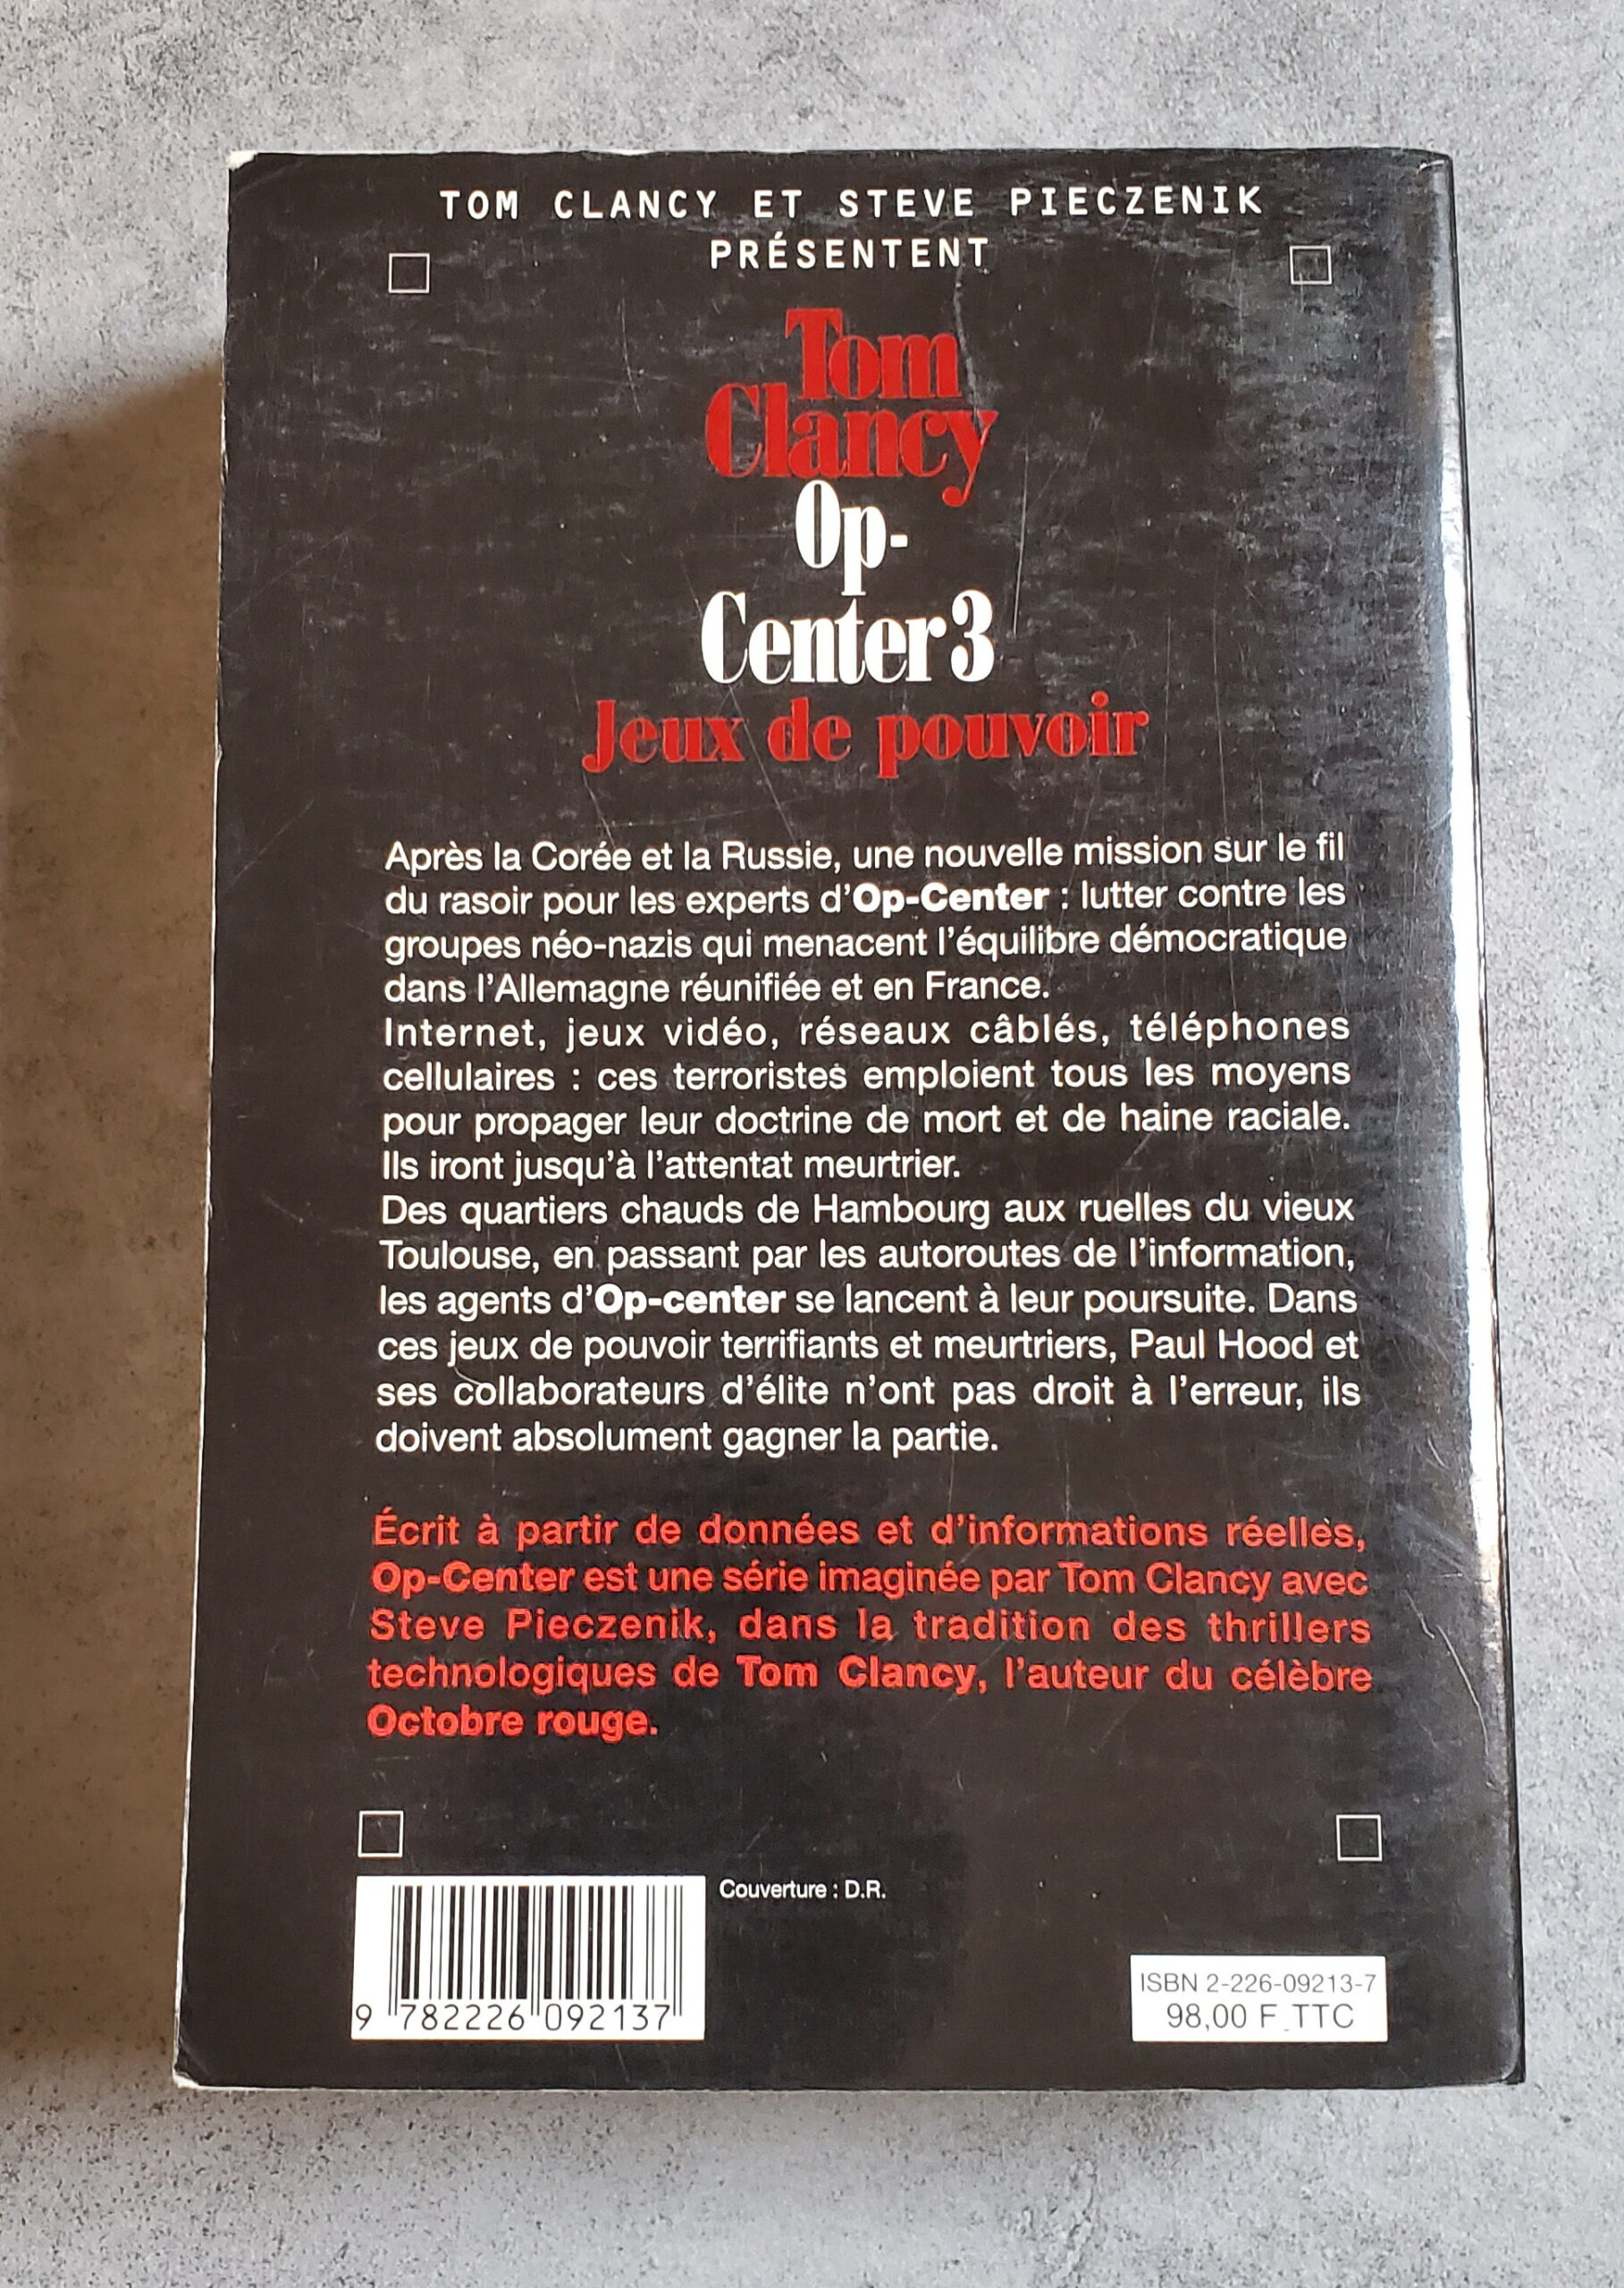 TOM CLANCY ET STEVE PIECZENIK
PRÉSENTENT
Tom
Clancy
Op-
Center 3
Jeux de pouvoir
Après la Corée et la Russie, une nouvelle mission sur le fil
du rasoir pour les experts d'Op-Center : lutter contre les
groupes néo-nazis qui menacent l'équilibre démocratique
dans l'Allemagne réunifiée et en France.
Internet, jeux vidéo, réseaux câblés, téléphones
cellulaires : ces terroristes emploient tous les moyens
pour propager leur doctrine de mort et de haine raciale.
Ils iront jusqu'à l'attentat meurtrier.
Des quartiers chauds de Hambourg aux ruelles du vieux
Toulouse, en passant par les autoroutes de l'information,
les agents d'Op-center se lancent à leur poursuite. Dans
ces jeux de pouvoir terrifiants et meurtriers, Paul Hood et
ses collaborateurs d'élite n'ont pas droit à l'erreur, ils
doivent absolument gagner la partie.
Écrit à partir de données et d'informations réelles,
Op-Center est une série imaginée par Tom Clancy avec
Steve Pieczenik, dans la tradition des thrillers
technologiques de Tom Clancy, l'auteur du célèbre
Octobre rouge.
Couverture : D.R.
9 782226 092137
ISBN 2-226-09213-7
98,00 F TTC